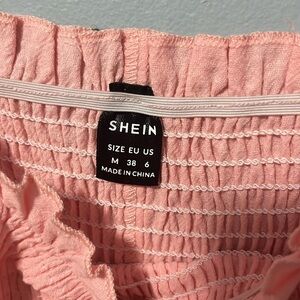 SHEIN
SIZE EU US
M 38 6
MADE IN CHINA